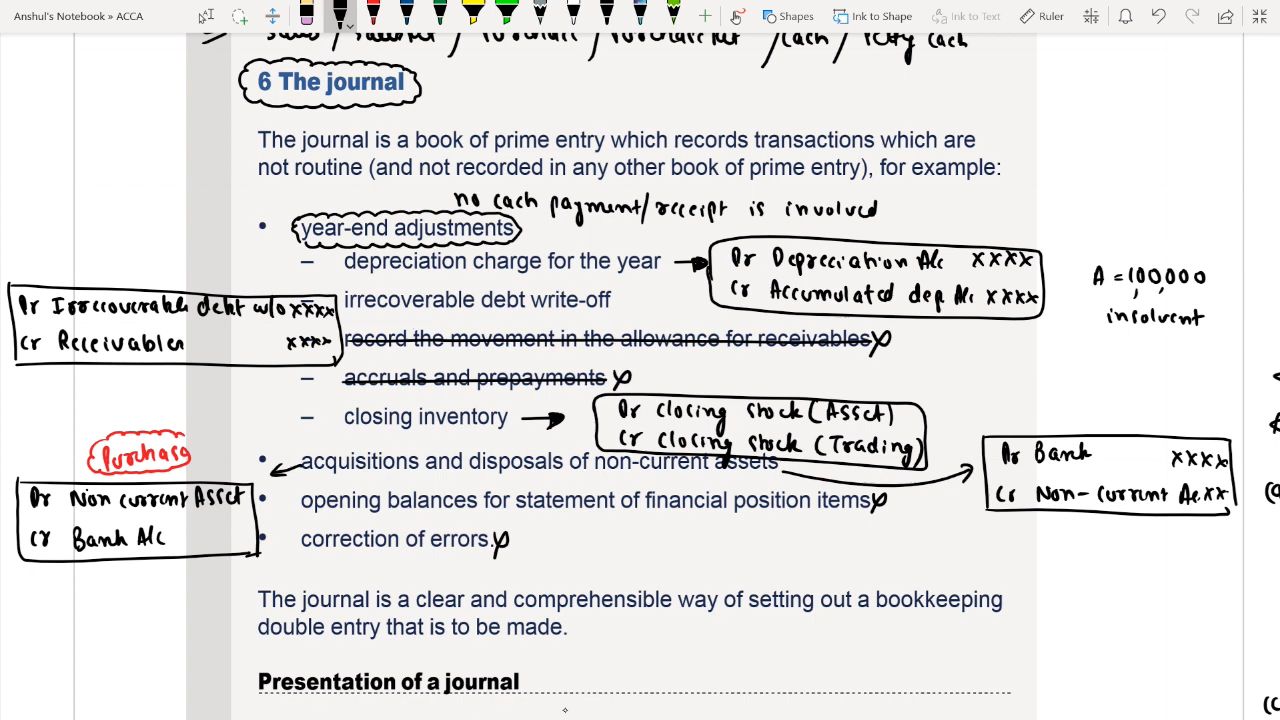 Anshul's Notebook » ACCA
Shapes
Ink to Shape
Ink to Text
Ruler
/ Purchase / / Cash / Petty Cash
6 The journal
The journal is a book of prime entry which records transactions which are
not routine (and not recorded in any other book of prime entry), for example:
no cash payment/receipt is involved
• year-end adjustments
– depreciation charge for the year
Dr Depreciation A/c xxxx
Cr Accumulated dep A/c xxxx
A = 100,000
insolvent
– irrecoverable debt write-off
Dr Irrecoverable debt w/o xxxx
Cr Receivables xxxx
– record the movement in the allowance for receivables
– accruals and prepayments
– closing inventory
Dr closing stock (Asset)
Cr closing stock (Trading)
Purchase
• acquisitions and disposals of non-current assets
Dr Non current Asset
Cr Bank A/c
Dr Bank xxxx
Cr Non-current Ac xx
• opening balances for statement of financial position items
• correction of errors.
The journal is a clear and comprehensible way of setting out a bookkeeping
double entry that is to be made.
Presentation of a journal